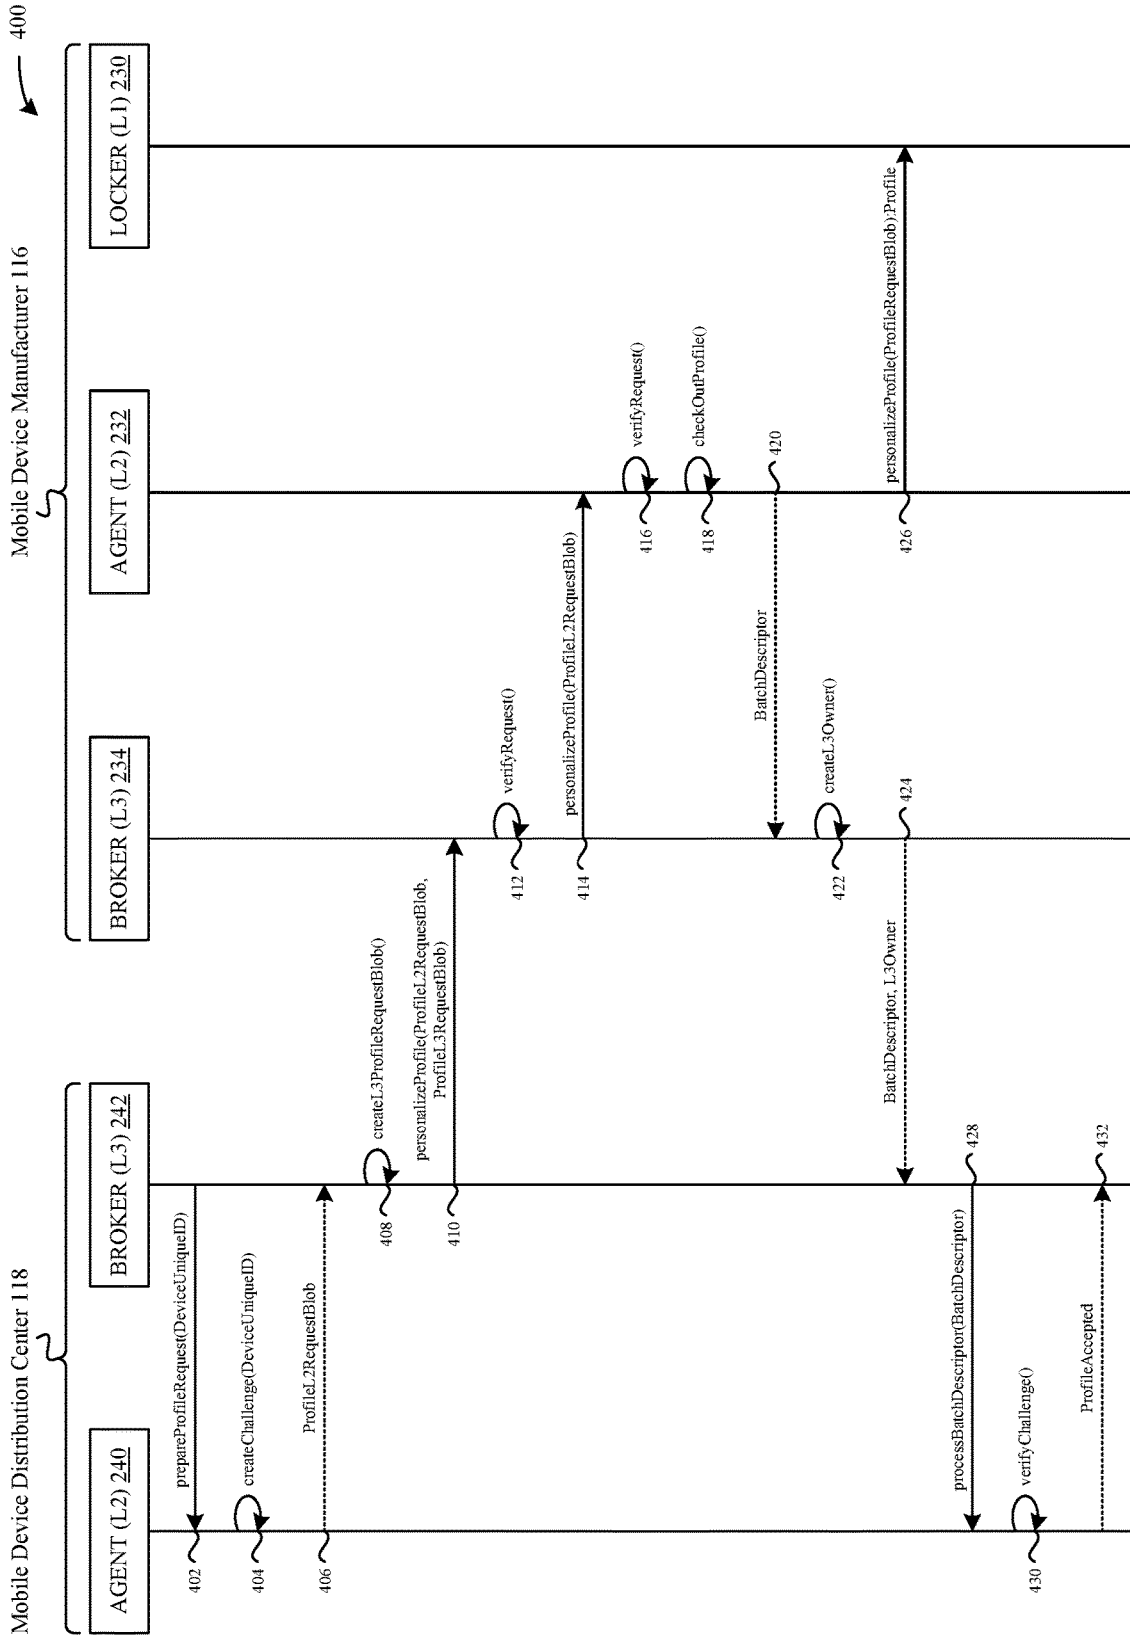 400
Mobile Device Distribution Center 118
Mobile Device Manufacturer 116
AGENT (L2) 240
BROKER (L3) 242
BROKER (L3) 234
AGENT (L2) 232
LOCKER (L1) 230
prepareProfileRequest(DeviceUniqueID)
402
createChallenge(DeviceUniqueID)
404
ProfileL2RequestBlob
406
createL3ProfileRequestBlob()
408
personalizeProfile(ProfileL2RequestBlob,
ProfileL3RequestBlob)
410
verifyRequest()
412
personalizeProfile(ProfileL2RequestBlob)
414
verifyRequest()
416
checkOutProfile()
418
BatchDescriptor
420
createL3Owner()
422
BatchDescriptor, L3Owner
424
personalizeProfile(ProfileRequestBlob):Profile
426
processBatchDescriptor(BatchDescriptor)
428
verifyChallenge()
430
ProfileAccepted
432